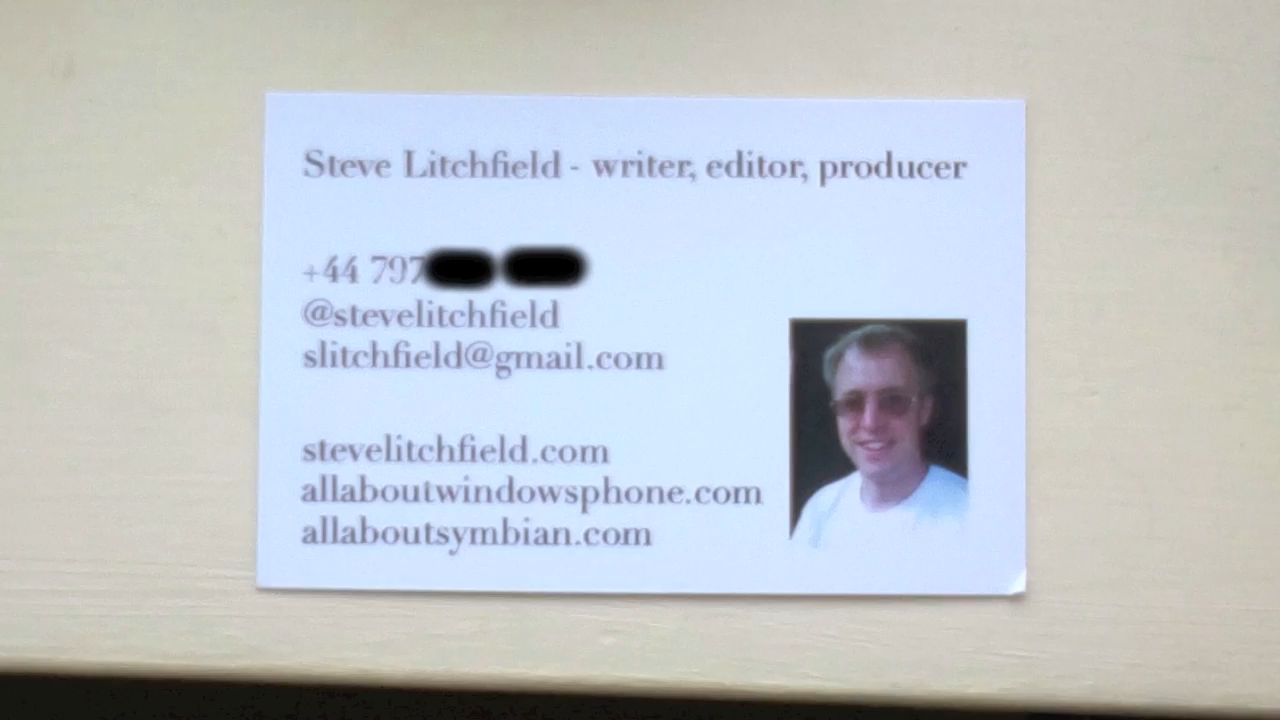 Steve Litchfield - writer, editor, producer
+44 797
@stevelitchfield
slitchfield@gmail.com
stevelitchfield.com
allaboutwindowsphone.com
allaboutsymbian.com